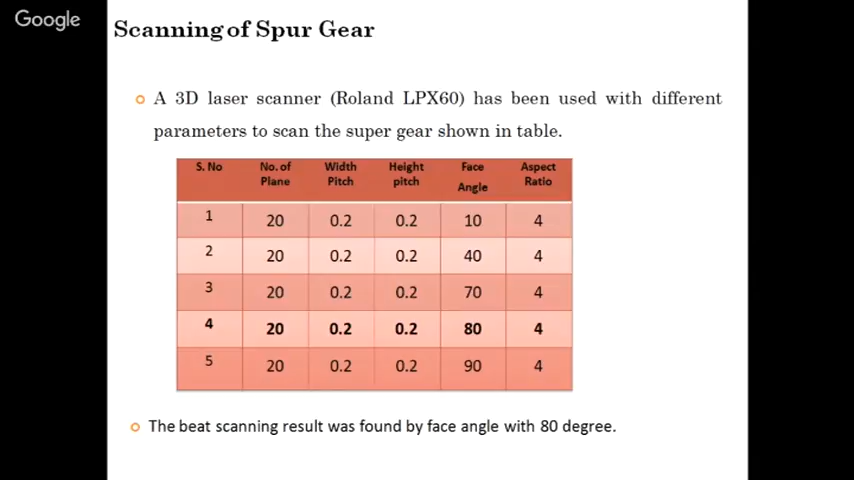 Google
Scanning of Spur Gear
A 3D laser scanner (Roland LPX60) has been used with different
parameters to scan the super gear shown in table.
S. No No. of Plane Width Pitch Height pitch Face Angle Aspect Ratio
1 20 0.2 0.2 10 4
2 20 0.2 0.2 40 4
3 20 0.2 0.2 70 4
4 20 0.2 0.2 80 4
5 20 0.2 0.2 90 4
The beat scanning result was found by face angle with 80 degree.